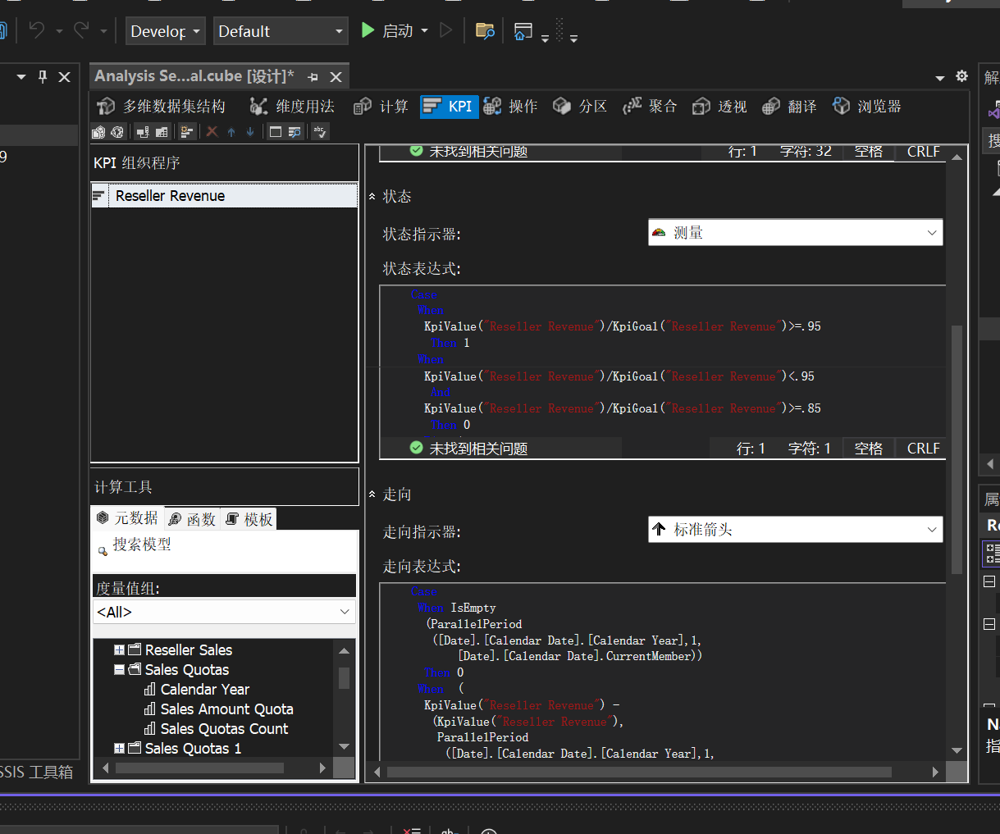 Develop
Default
启动
Analysis Se...al.cube [设计]*
解
多维数据集结构
维度用法
计算
KPI
操作
分区
聚合
透视
翻译
浏览器
搜
9
KPI 组织程序
Reseller Revenue
未找到相关问题
行: 1
字符: 32
空格
CRLF
状态
状态指示器:
测量
状态表达式:
Case
When
KpiValue("Reseller Revenue")/KpiGoal("Reseller Revenue")>=.95
Then 1
When
KpiValue("Reseller Revenue")/KpiGoal("Reseller Revenue")<.95
And
KpiValue("Reseller Revenue")/KpiGoal("Reseller Revenue")>=.85
Then 0
未找到相关问题
行: 1
字符: 1
空格
CRLF
走向
走向指示器:
标准箭头
走向表达式:
Case
When IsEmpty
(ParallelPeriod
([Date].[Calendar Date].[Calendar Year],1,
[Date].[Calendar Date].CurrentMember))
Then 0
When (
KpiValue("Reseller Revenue") -
(KpiValue("Reseller Revenue"),
ParallelPeriod
([Date].[Calendar Date].[Calendar Year],1,
计算工具
元数据
函数
模板
搜索模型
度量值组:
<All>
Reseller Sales
Sales Quotas
Calendar Year
Sales Amount Quota
Sales Quotas Count
Sales Quotas 1
SSIS 工具箱
属
Re
Na
指